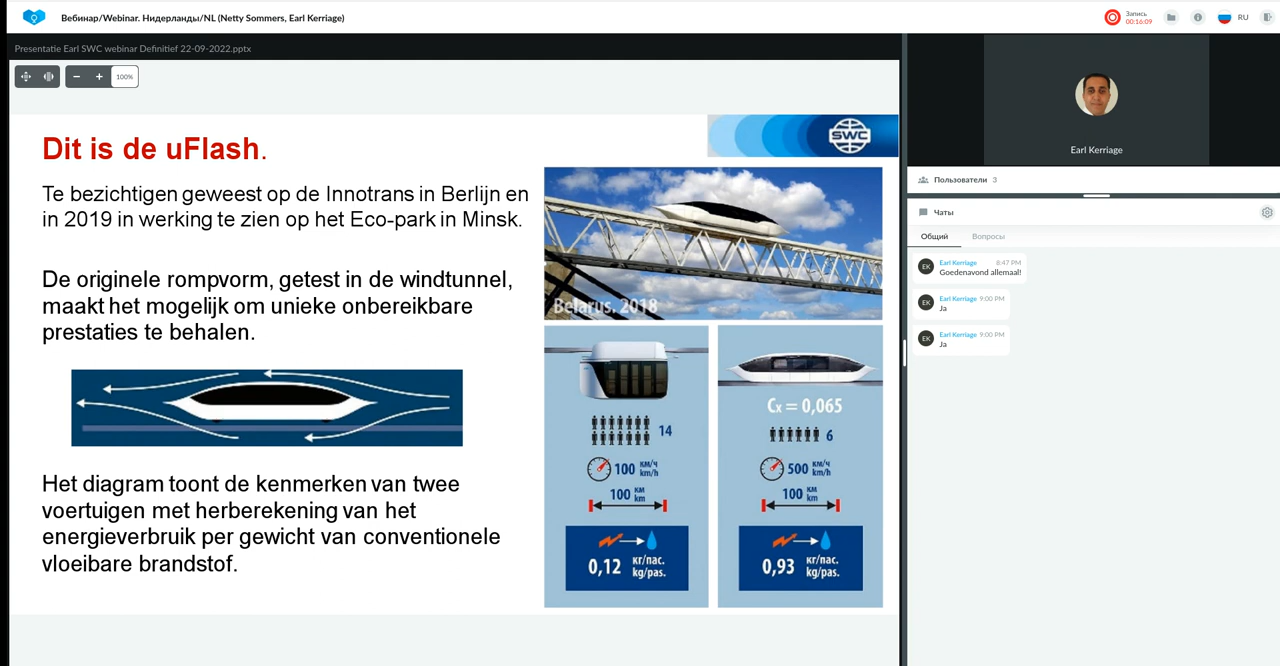 Вебинар/Webinar. Нидерланды/NL (Netty Sommers, Earl Kerriage)
Запись
00:16:09
RU
Presentatie Earl SWC webinar Definitief 22-09-2022.pptx
100%
Dit is de uFlash.
Te bezichtigen geweest op de Innotrans in Berlijn en
in 2019 in werking te zien op het Eco-park in Minsk.
De originele rompvorm, getest in de windtunnel,
maakt het mogelijk om unieke onbereikbare
prestaties te behalen.
Het diagram toont de kenmerken van twee
voertuigen met herberekening van het
energieverbruik per gewicht van conventionele
vloeibare brandstof.
SWC
Belarus. 2018
14
100 км/ч km/h
100 км km
0,12 кг/пас. kg/pas.
Cx = 0,065
6
500 км/ч km/h
100 км km
0,93 кг/пас. kg/pas.
Earl Kerriage
Пользователи 3
Чаты
Общий Вопросы
EK Earl Kerriage 8:47 PM
Goedenavond allemaal!
EK Earl Kerriage 9:00 PM
Ja
EK Earl Kerriage 9:00 PM
Ja